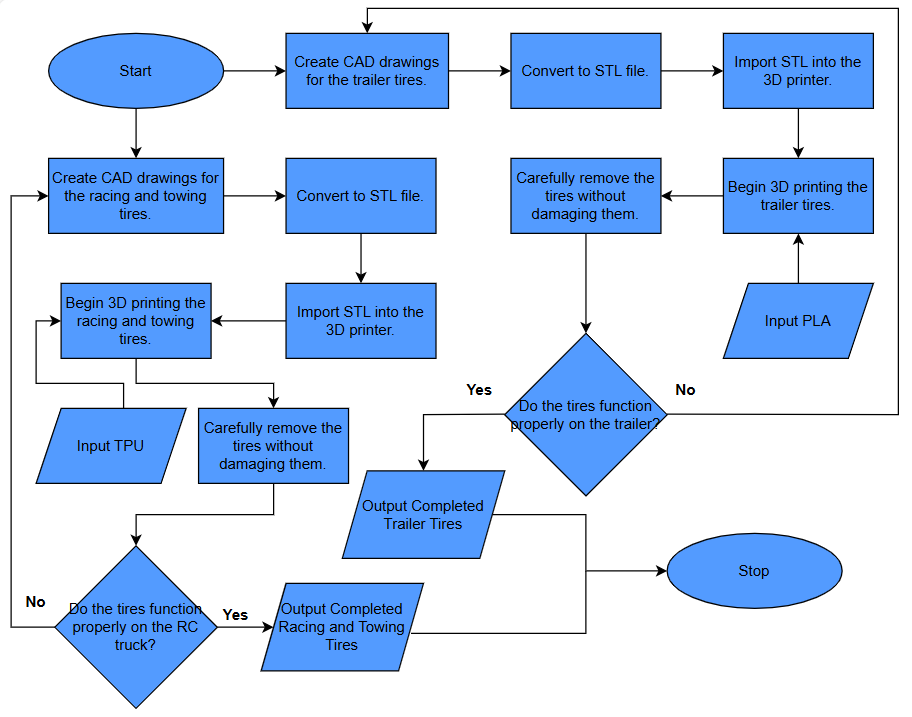 Start
Create CAD drawings
for the trailer tires.
Convert to STL file.
Import STL into the
3D printer.
Create CAD drawings for
the racing and towing
tires.
Convert to STL file.
Carefully remove the
tires without
damaging them.
Begin 3D printing the
trailer tires.
Begin 3D printing the
racing and towing
tires.
Import STL into the
3D printer.
Input PLA
Yes
No
Do the tires function
properly on the trailer?
Input TPU
Carefully remove the
tires without
damaging them.
Output Completed
Trailer Tires
Stop
No
Do the tires function
properly on the RC
truck?
Yes
Output Completed
Racing and Towing
Tires